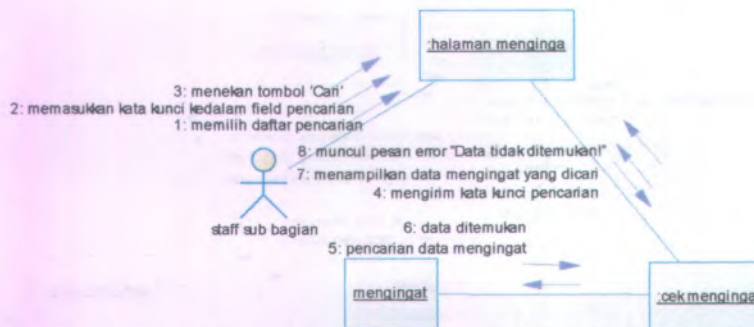 :halaman menginga
3: menekan tombol 'Cari'
2: memasukkan kata kunci kedalam field pencarian
1: memilih daftar pencarian
8: muncul pesan error "Data tidak ditemukan!"
7: menampilkan data mengingat yang dicari
4: mengirim kata kunci pencarian
staff sub bagian
6: data ditemukan
5: pencarian data mengingat
mengingat
:cek menginga